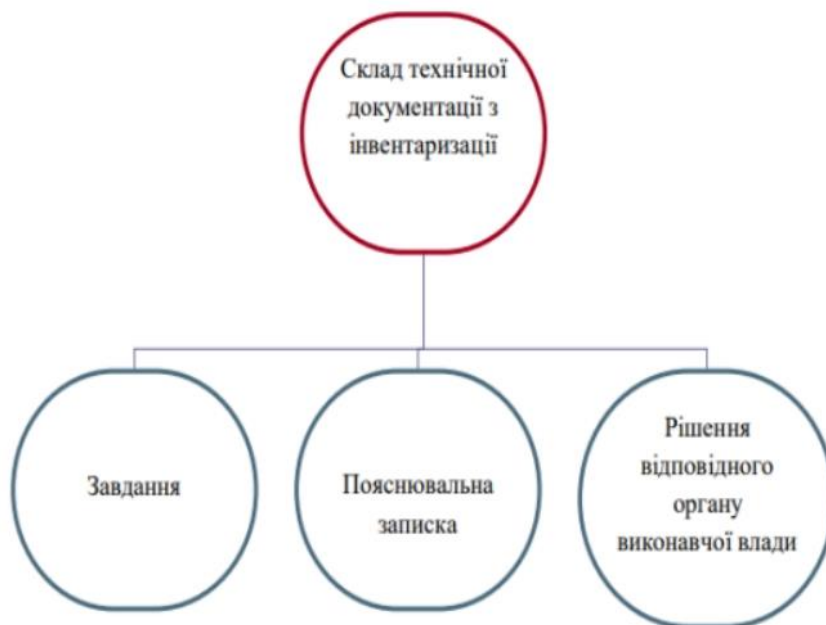 Склад технічної
документації з
інвентаризації
Завдання
Пояснювальна
записка
Рішення
відповідного
органу
виконавчої влади